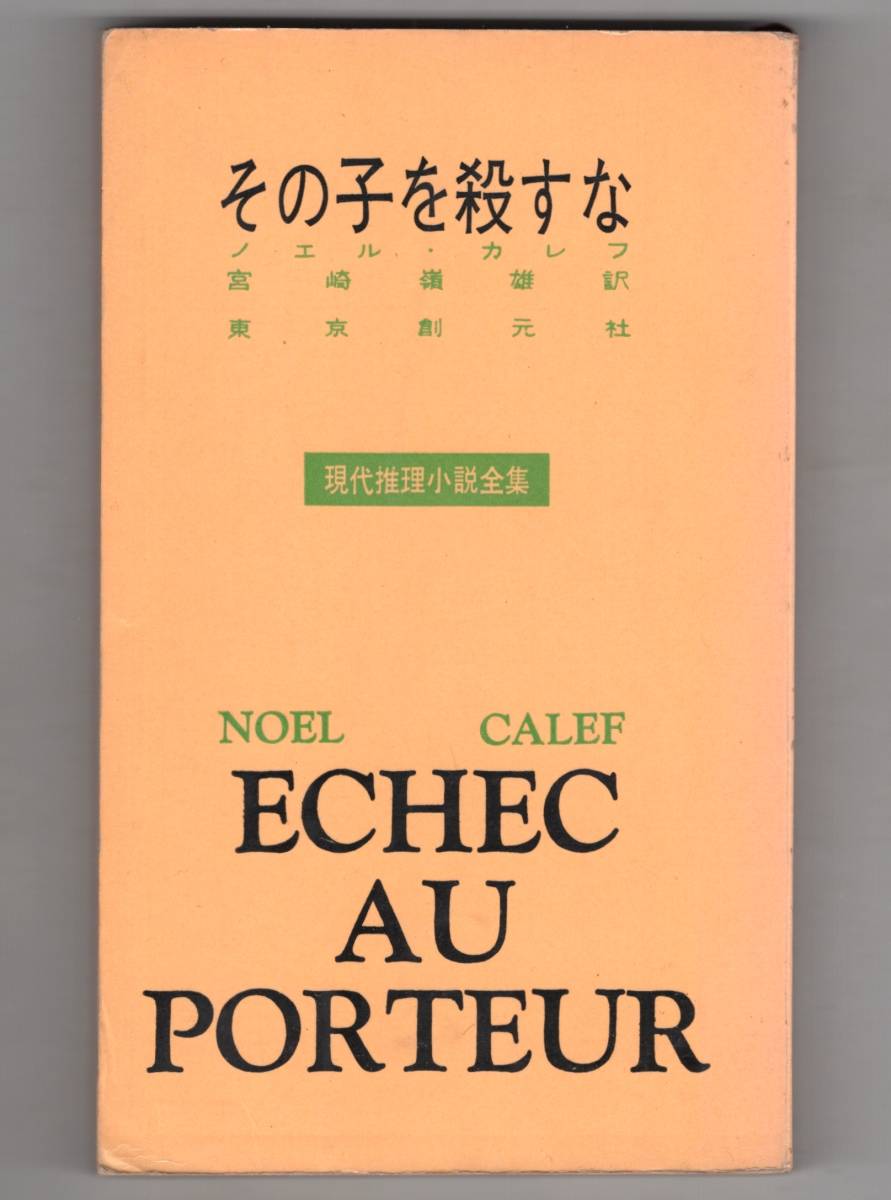 その子を殺すな
ノエル・カレフ
宮崎嶺雄訳
東京創元社
現代推理小説全集
NOEL CALEF
ECHEC
AU
PORTEUR